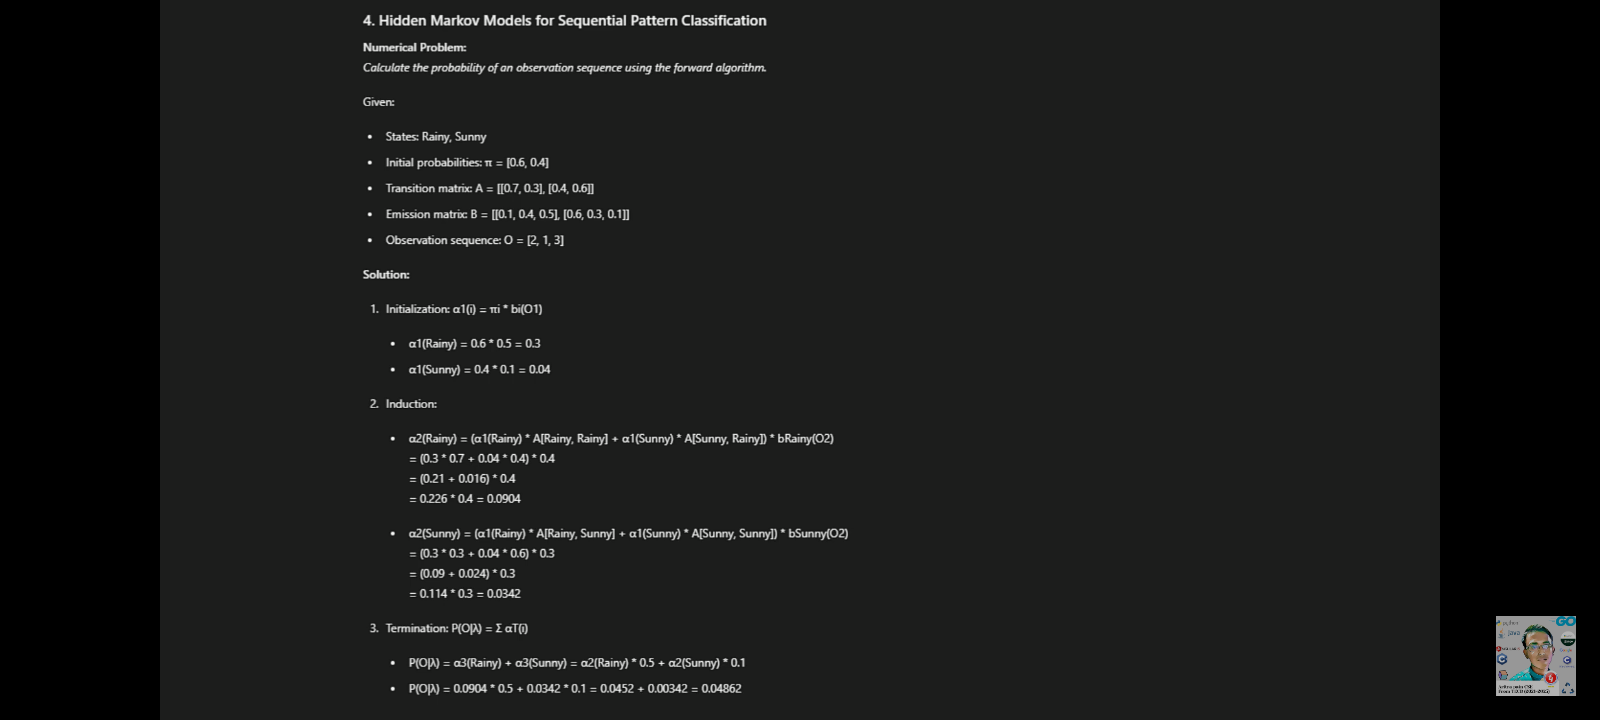 4. Hidden Markov Models for Sequential Pattern Classification
Numerical Problem:
Calculate the probability of an observation sequence using the forward algorithm.
Given:
• States: Rainy, Sunny
• Initial probabilities: π = [0.6, 0.4]
• Transition matrix: A = [[0.7, 0.3], [0.4, 0.6]]
• Emission matrix: B = [[0.1, 0.4, 0.5], [0.6, 0.3, 0.1]]
• Observation sequence: O = [2, 1, 3]
Solution:
1. Initialization: α1(i) = πi * bi(O1)
• α1(Rainy) = 0.6 * 0.5 = 0.3
• α1(Sunny) = 0.4 * 0.1 = 0.04
2. Induction:
• α2(Rainy) = (α1(Rainy) * A[Rainy, Rainy] + α1(Sunny) * A[Sunny, Rainy]) * bRainy(O2)
= (0.3 * 0.7 + 0.04 * 0.4) * 0.4
= (0.21 + 0.016) * 0.4
= 0.226 * 0.4 = 0.0904
• α2(Sunny) = (α1(Rainy) * A[Rainy, Sunny] + α1(Sunny) * A[Sunny, Sunny]) * bSunny(O2)
= (0.3 * 0.3 + 0.04 * 0.6) * 0.3
= (0.09 + 0.024) * 0.3
= 0.114 * 0.3 = 0.0342
3. Termination: P(O|λ) = Σ αT(i)
• P(O|λ) = α3(Rainy) + α3(Sunny) = α2(Rainy) * 0.5 + α2(Sunny) * 0.1
• P(O|λ) = 0.0904 * 0.5 + 0.0342 * 0.1 = 0.0452 + 0.00342 = 0.04862
python
GO
Java